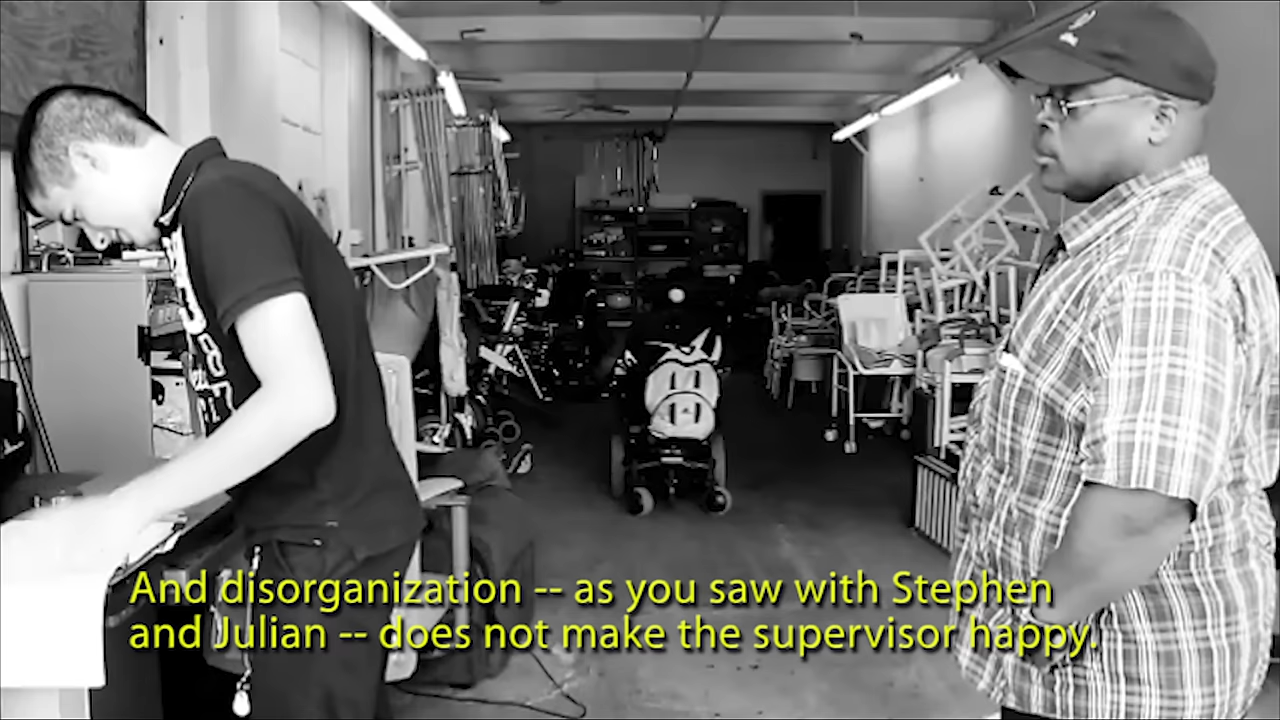 And disorganization -- as you saw with Stephen
and Julian -- does not make the supervisor happy.